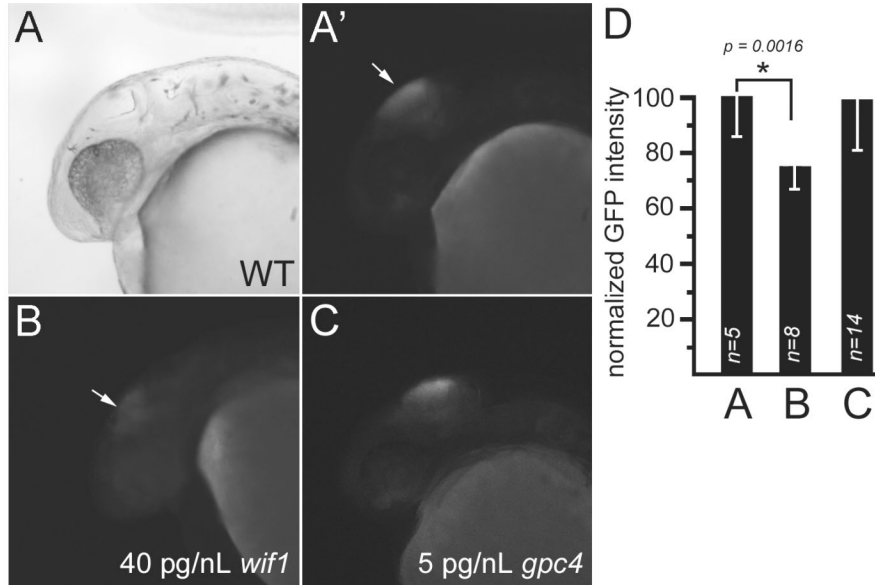 A
A’
D
WT
B
C
40 pg/nL wif1
5 pg/nL gpc4
p = 0.0016
*
normalized GFP intensity
100
80
60
40
20
n=5
n=8
n=14
A
B
C